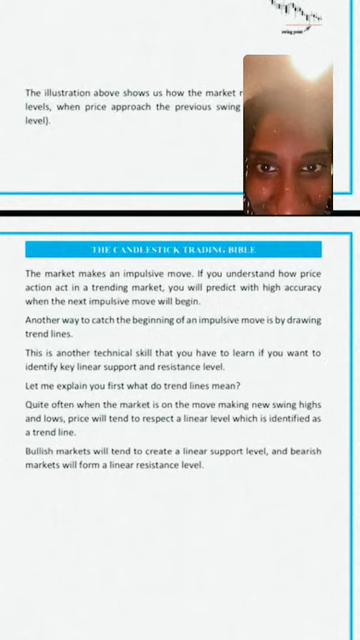 swing point
The illustration above shows us how the market
levels, when price approach the previous swing
level).
THE CANDLESTICK TRADING BIBLE
The market makes an impulsive move. If you understand how price
action act in a trending market, you will predict with high accuracy
when the next impulsive move will begin.
Another way to catch the beginning of an impulsive move is by drawing
trend lines.
This is another technical skill that you have to learn if you want to
identify key linear support and resistance level.
Let me explain you first what do trend lines mean?
Quite often when the market is on the move making new swing highs
and lows, price will tend to respect a linear level which is identified as
a trend line.
Bullish markets will tend to create a linear support level, and bearish
markets will form a linear resistance level.